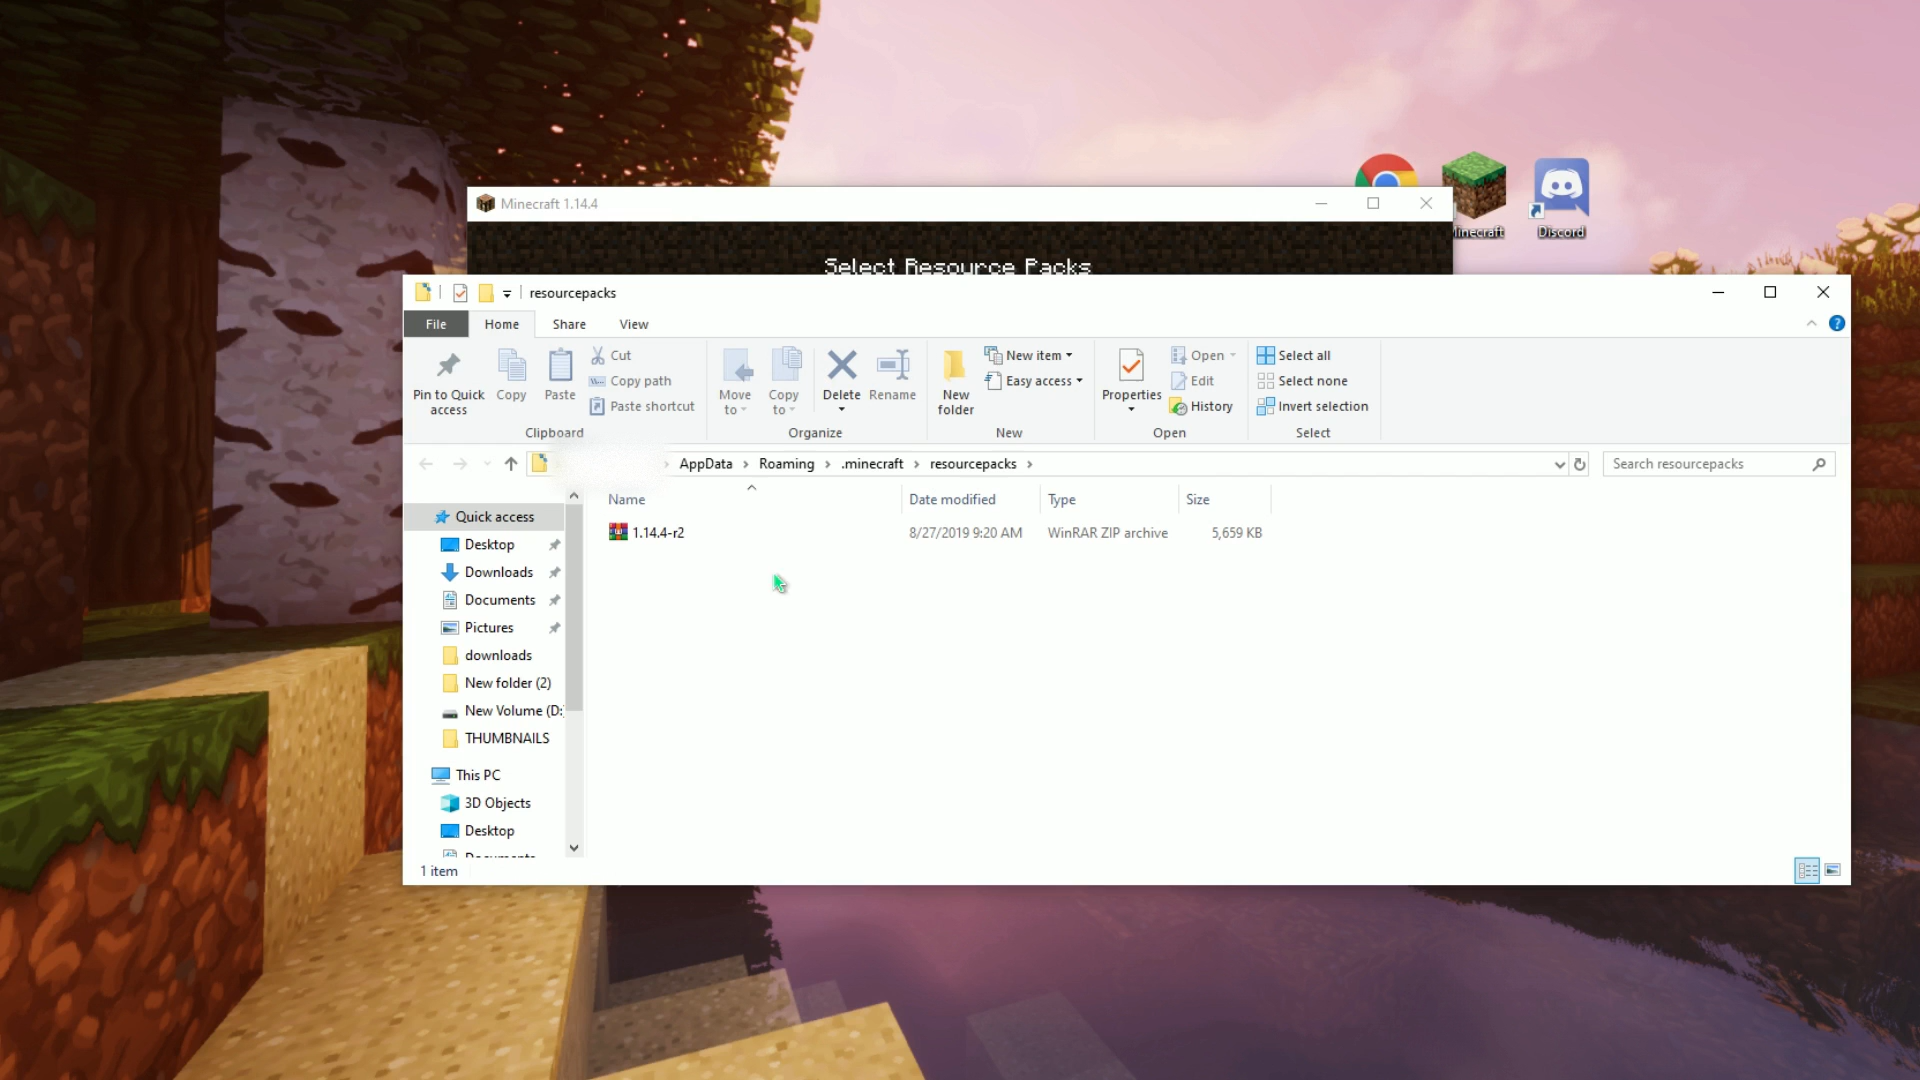 Minecraft
Discord
Minecraft 1.14.4
Select Resource Packs
resourcepacks
File Home Share View
Pin to Quick access
Copy
Paste
Cut
Copy path
Paste shortcut
Clipboard
Move to
Copy to
Delete
Rename
Organize
New folder
New item
Easy access
New
Properties
Open
Edit
History
Open
Select all
Select none
Invert selection
Select
AppData > Roaming > .minecraft > resourcepacks >
Search resourcepacks
Name Date modified Type Size
1.14.4-r2 8/27/2019 9:20 AM WinRAR ZIP archive 5,659 KB
Quick access
Desktop
Downloads
Documents
Pictures
downloads
New folder (2)
New Volume (D:
THUMBNAILS
This PC
3D Objects
Desktop
Documents
1 item